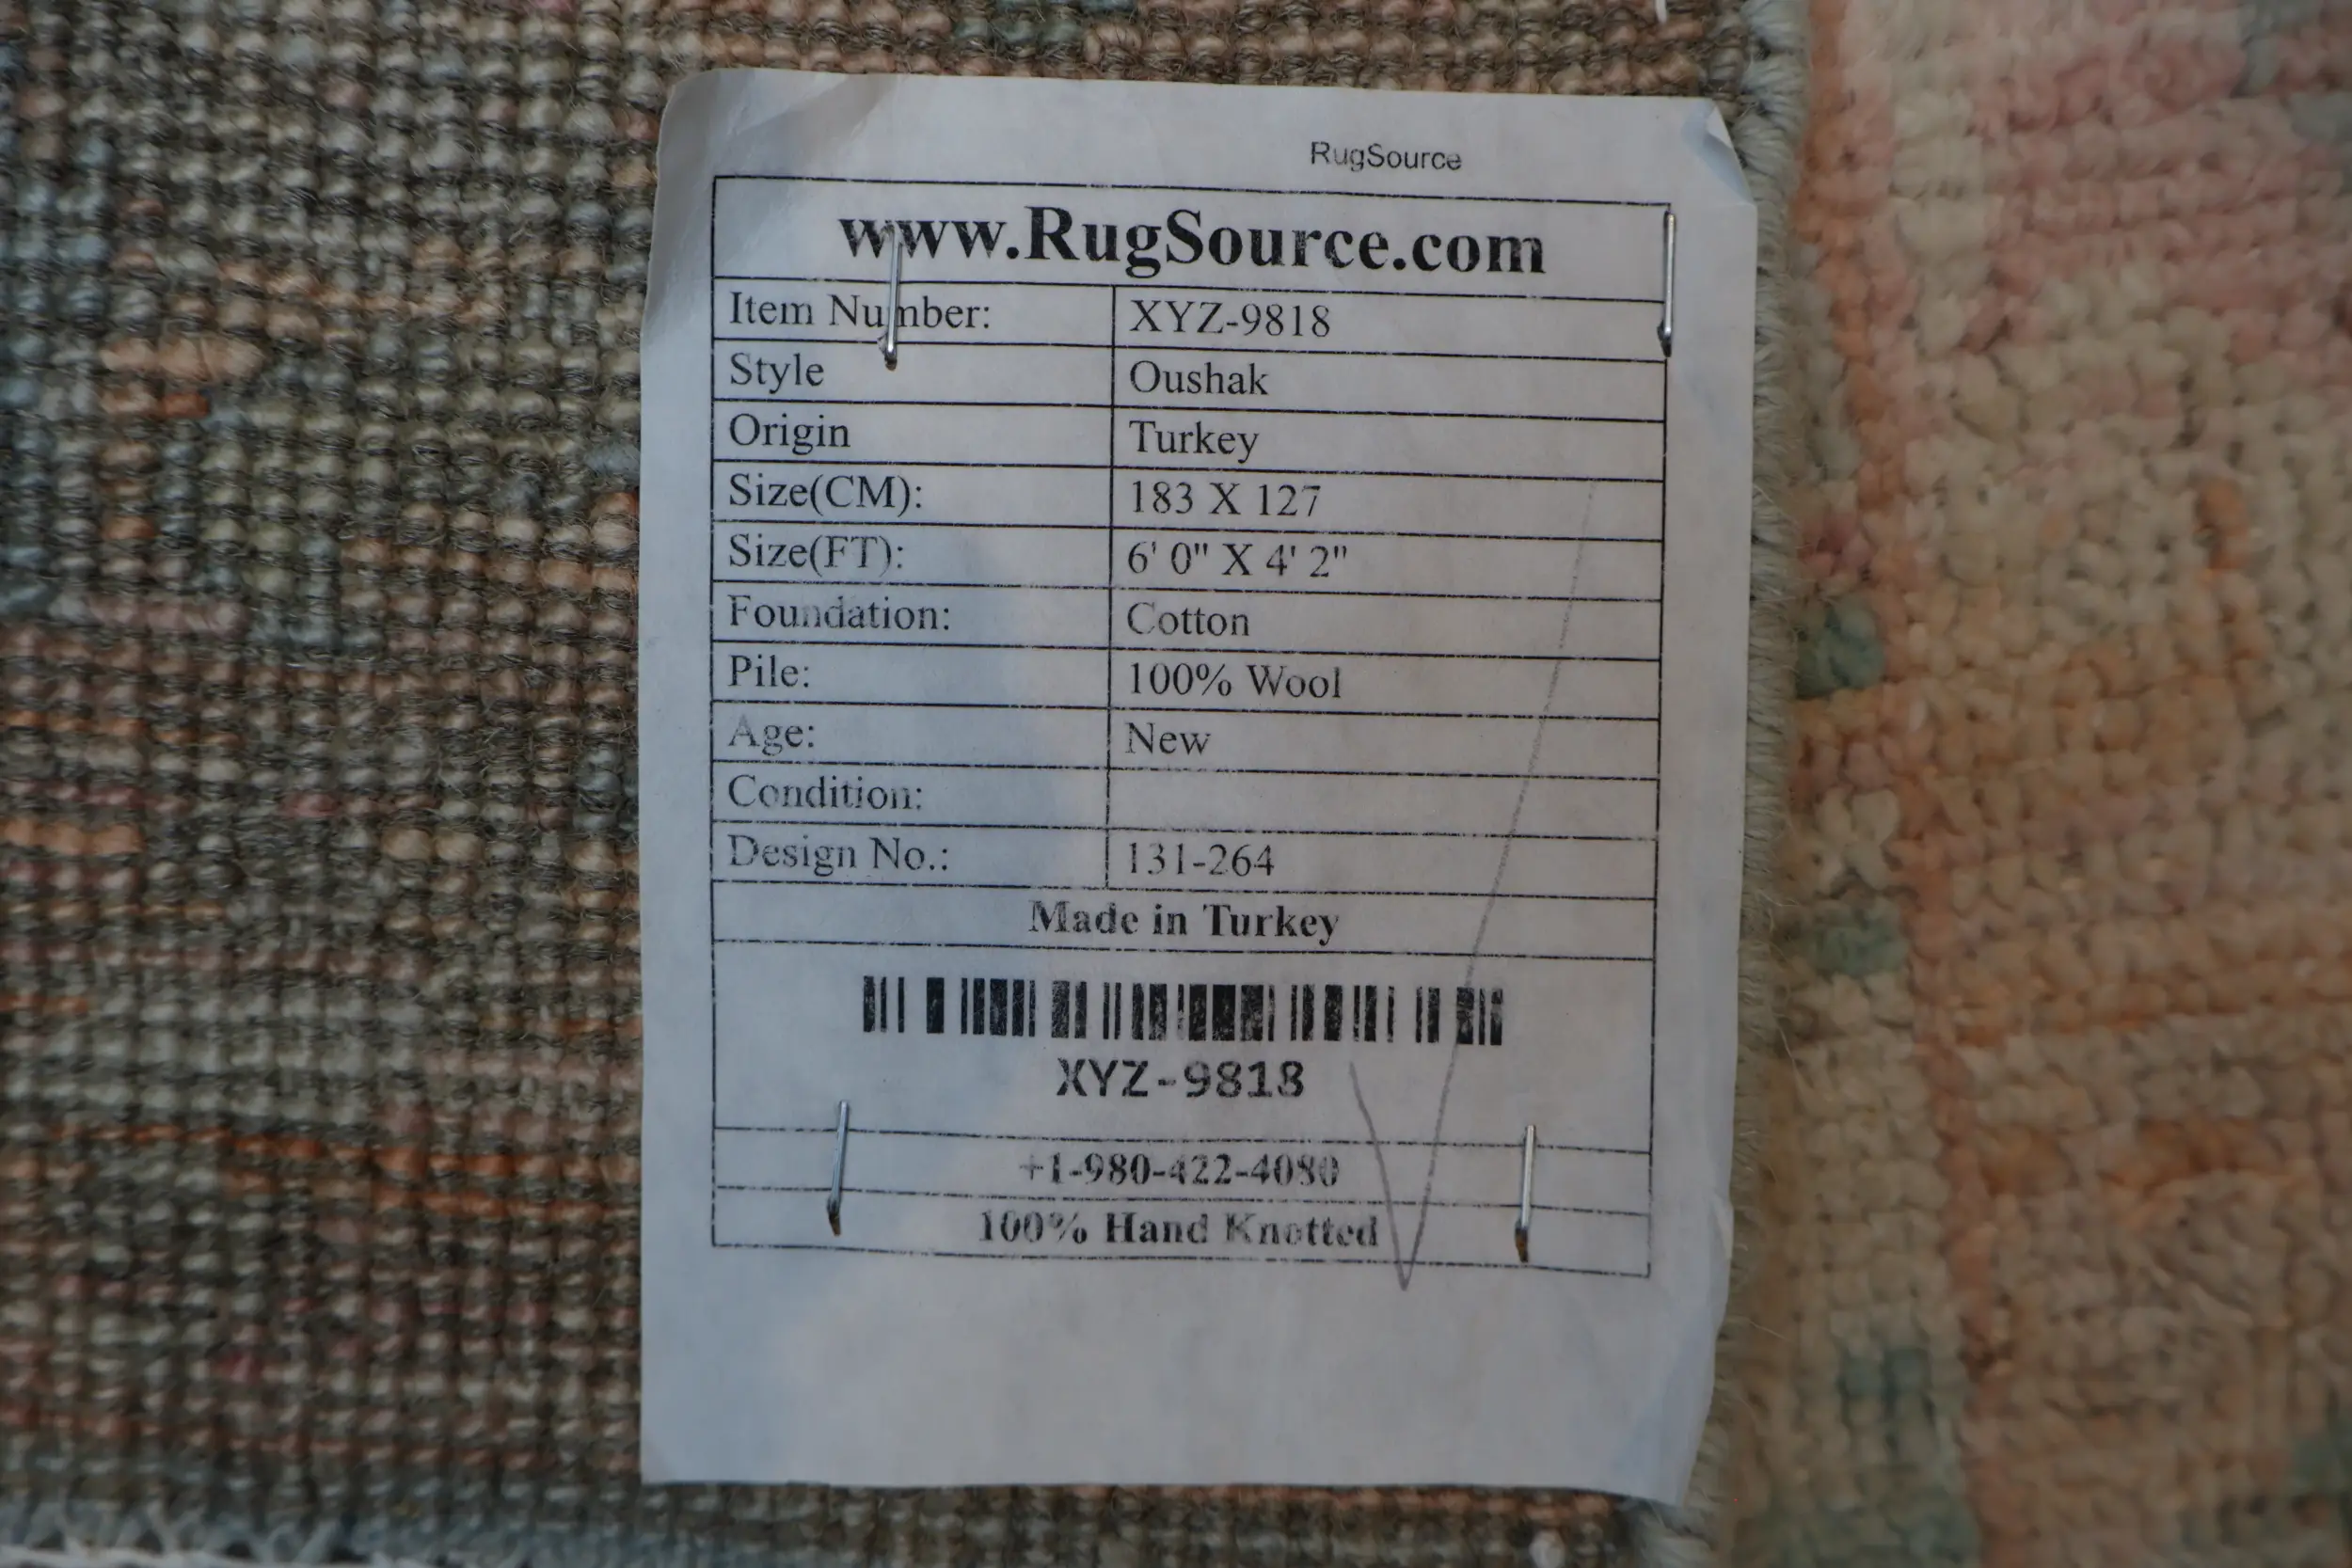 RugSource
www.RugSource.com
Item Number: XYZ-9818
Style Oushak
Origin Turkey
Size(CM): 183 X 127
Size(FT): 6' 0" X 4' 2"
Foundation: Cotton
Pile: 100% Wool
Age: New
Condition:
Design No.: 131-264
Made in Turkey
XYZ-9818
+1-980-422-4080
100% Hand Knotted